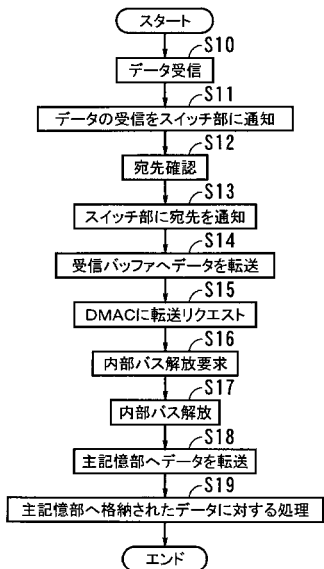 スタート
S10
データ受信
S11
データの受信をスイッチ部に通知
S12
宛先確認
S13
スイッチ部に宛先を通知
S14
受信バッファへデータを転送
S15
DMACに転送リクエスト
S16
内部バス解放要求
S17
内部バス解放
S18
主記憶部へデータを転送
S19
主記憶部へ格納されたデータに対する処理
エンド